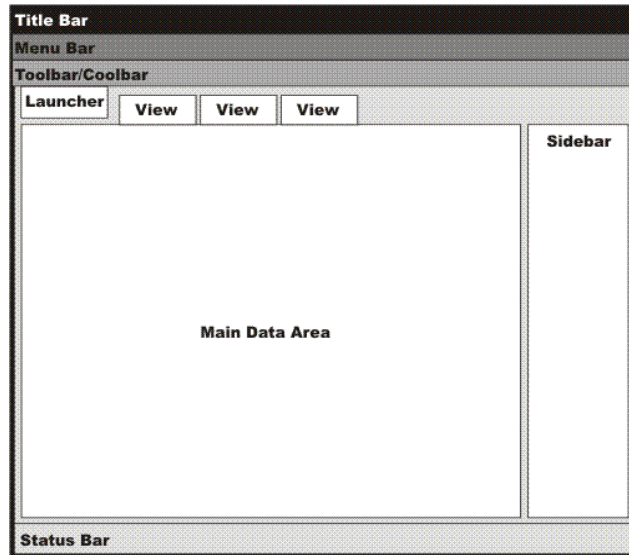 Title Bar
Menu Bar
Toolbar/Coolbar
Launcher
View
View
View
Sidebar
Main Data Area
Status Bar